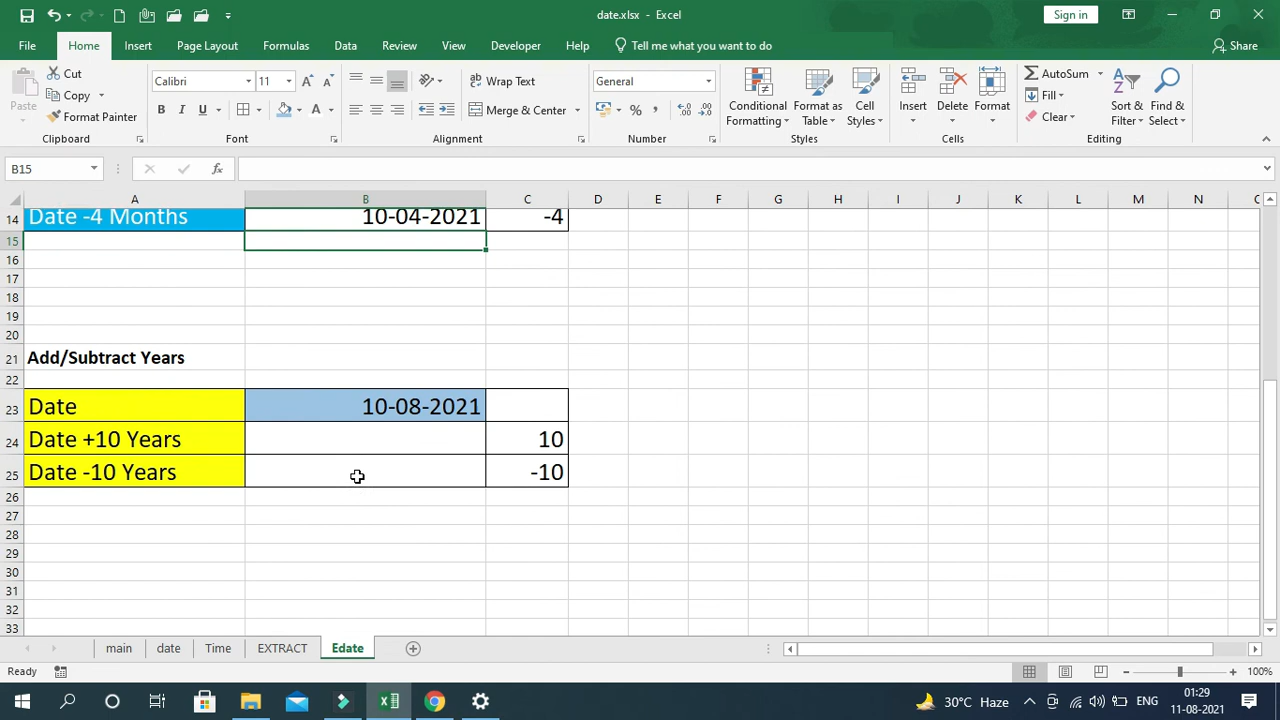 date.xlsx - Excel
Sign in
File Home Insert Page Layout Formulas Data Review View Developer Help Tell me what you want to do Share
Paste
Cut
Copy
Format Painter
Clipboard
Calibri 11
B I U
Font
Wrap Text
Merge & Center
Alignment
General
Number
Conditional Formatting
Format as Table
Cell Styles
Styles
Insert
Delete
Format
Cells
AutoSum
Fill
Clear
Sort & Filter
Find & Select
Editing
B15 fx
A B C D E F G H I J K L M N
14 Date -4 Months 10-04-2021 -4
15
16
17
18
19
20
21 Add/Subtract Years
22
23 Date 10-08-2021
24 Date +10 Years 10
25 Date -10 Years -10
26
27
28
29
30
31
32
33
main date Time EXTRACT Edate
Ready 100%
30°C Haze ENG 01:29
11-08-2021